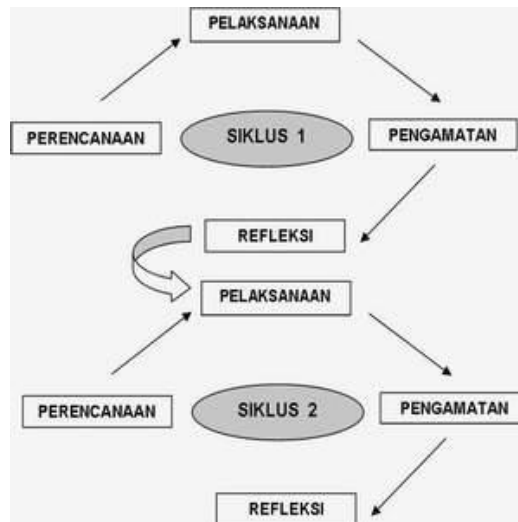 PELAKSANAAN
PERENCANAAN
SIKLUS 1
PENGAMATAN
REFLEKSI
PELAKSANAAN
PERENCANAAN
SIKLUS 2
PENGAMATAN
REFLEKSI